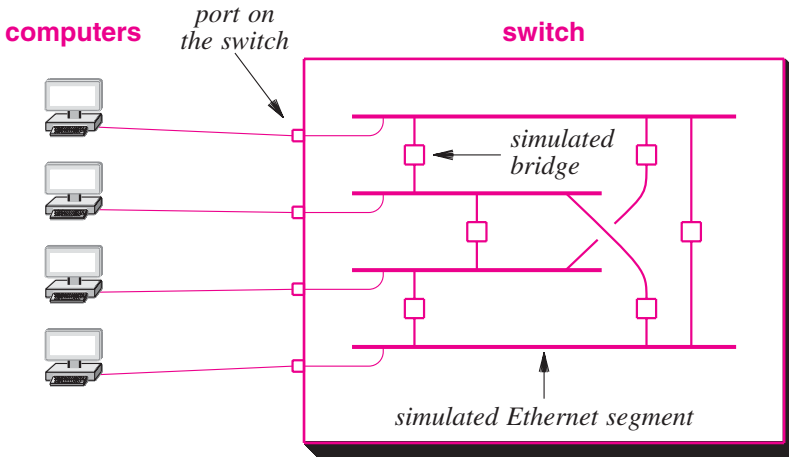 port on
the switch
computers
switch
simulated
bridge
simulated Ethernet segment